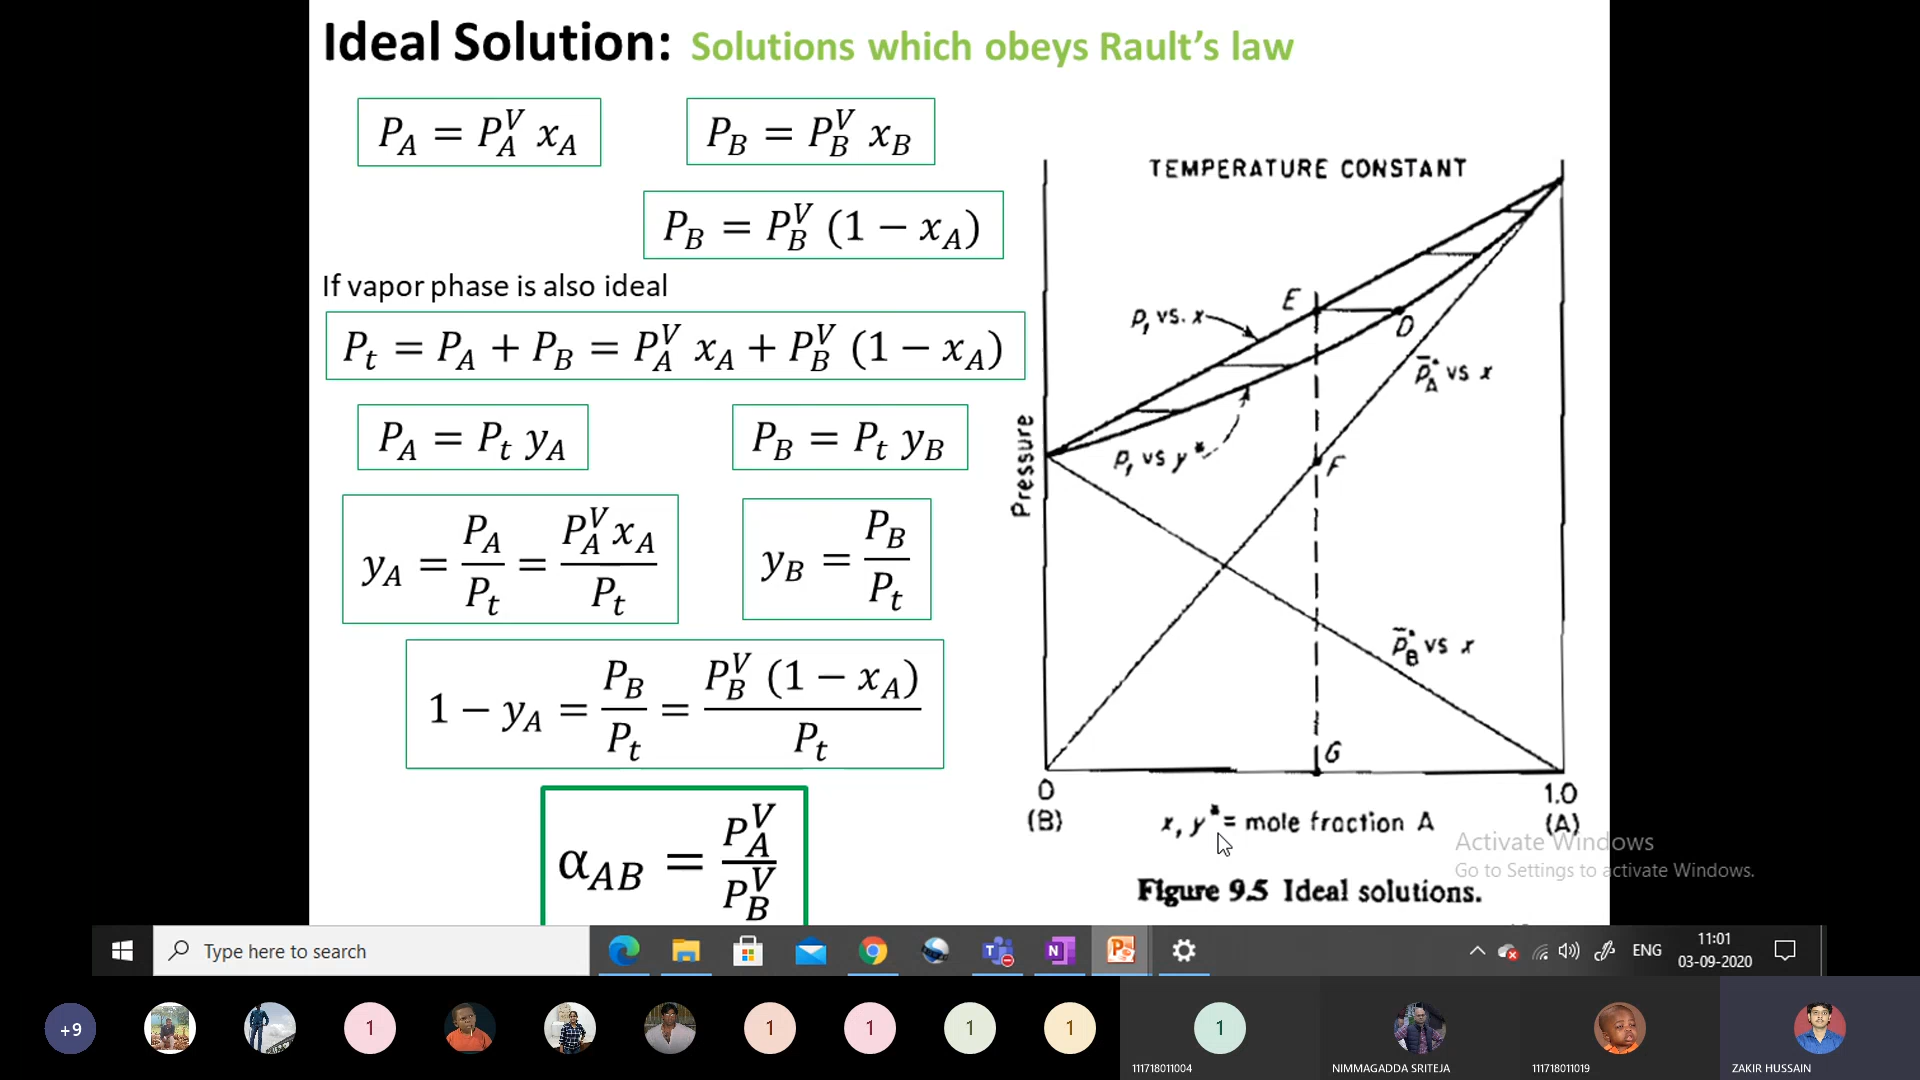 Ideal Solution: Solutions which obeys Rault's law
P_A = P_A^V x_A
P_B = P_B^V x_B
P_B = P_B^V (1 − x_A)
If vapor phase is also ideal
P_t = P_A + P_B = P_A^V x_A + P_B^V (1 − x_A)
P_A = P_t y_A
P_B = P_t y_B
y_A = P_A / P_t = P_A^V x_A / P_t
y_B = P_B / P_t
1 − y_A = P_B / P_t = P_B^V (1 − x_A) / P_t
α_AB = P_A^V / P_B^V
TEMPERATURE CONSTANT
E
P, vs. x
D
p̄*_A vs x
Pressure
P, vs y*
F
p̄*_B vs x
G
0
1.0
(B)
x, y* = mole fraction A
(A)
Figure 9.5 Ideal solutions.
Activate Windows
Go to Settings to activate Windows.
Type here to search
ENG
11:01
03-09-2020
+9
1
1
1
1
1
1
111718011004
NIMMAGADDA SRITEJA
111718011019
ZAKIR HUSSAIN